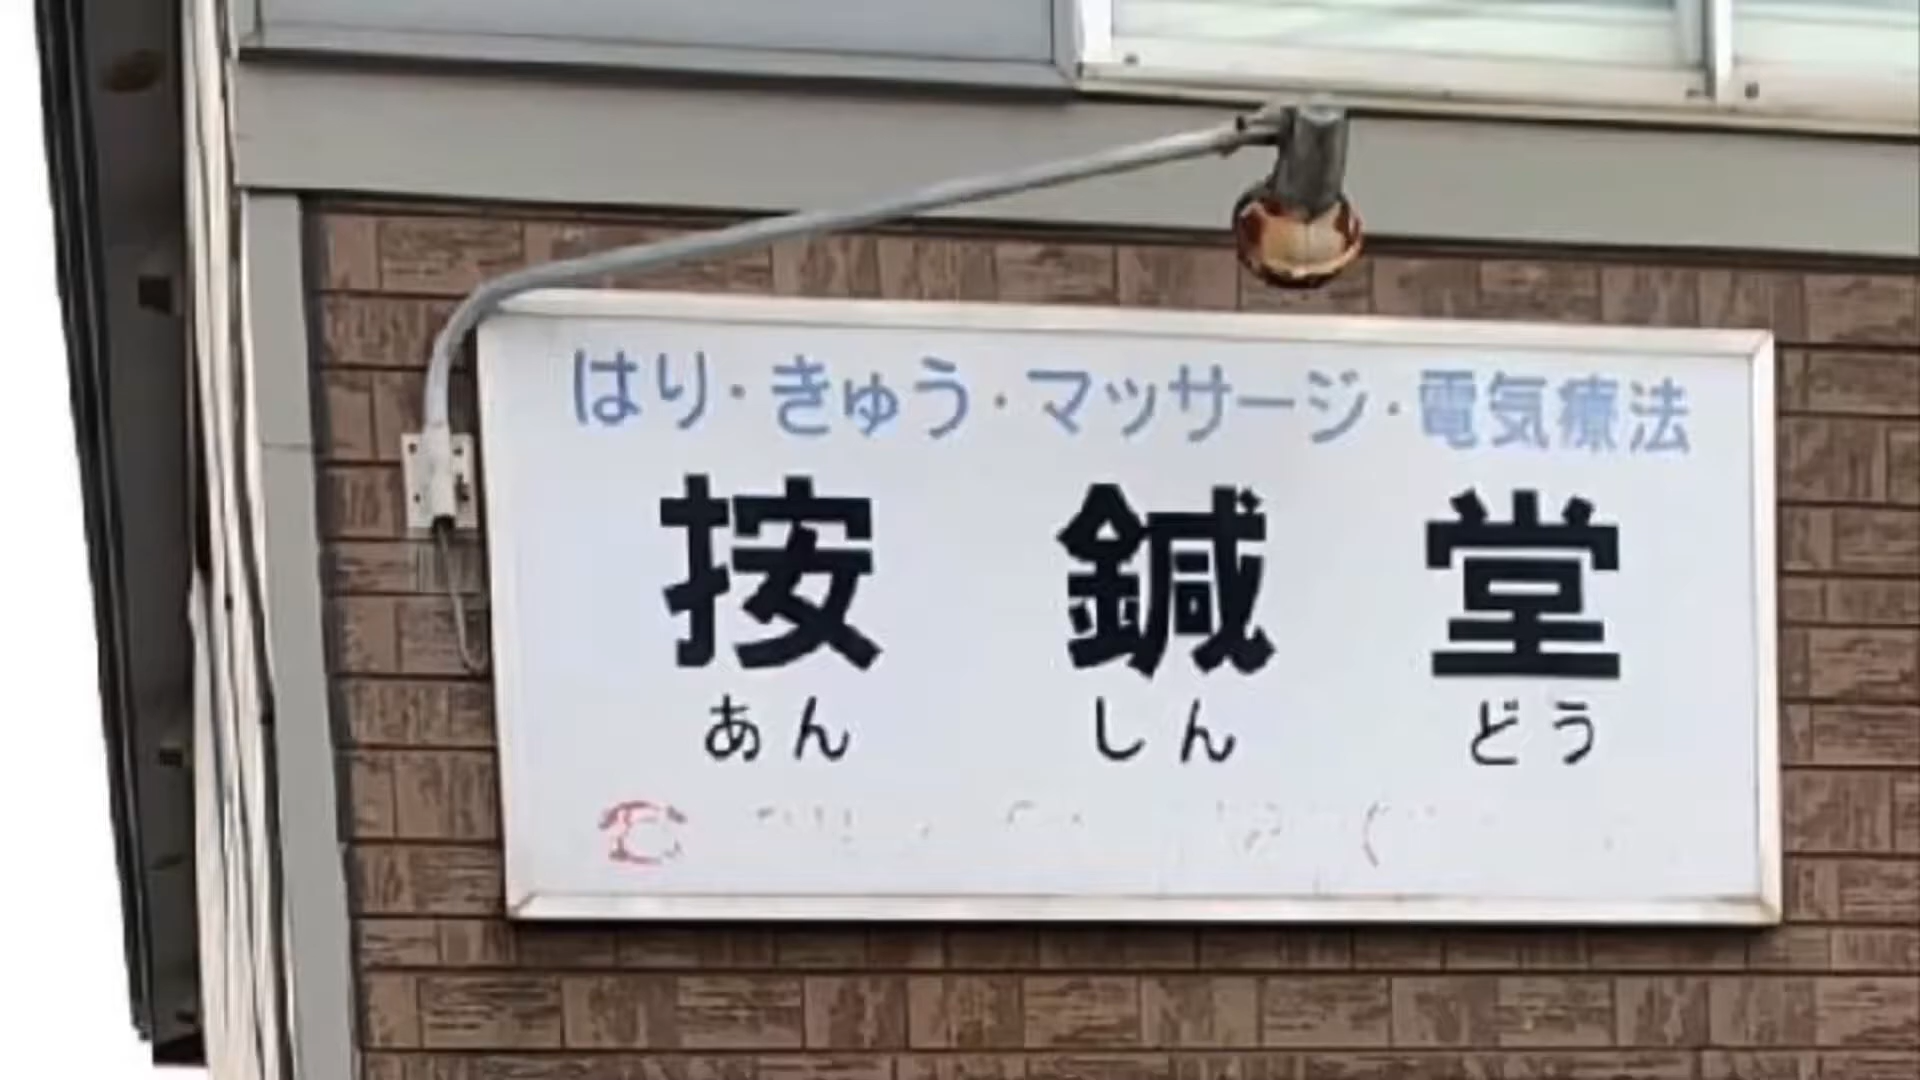 はり・きゅう・マッサージ・電気療法
按鍼堂
あんしんどう